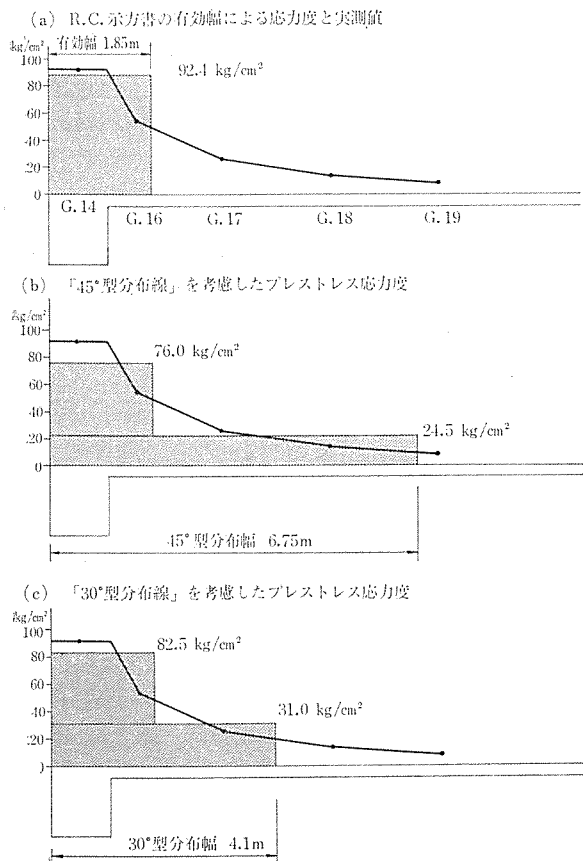 (a) R.C.示方書の有効幅による応力度と実測値
kg/cm²
有効幅 1.85m
100
80
60
40
20
0
92.4 kg/cm²
G.14 G.16 G.17 G.18 G.19
(b) 「45°型分布線」を考慮したプレストレス応力度
kg/cm²
100
80
60
40
20
0
76.0 kg/cm²
24.5 kg/cm²
45°型分布幅 6.75m
(c) 「30°型分布線」を考慮したプレストレス応力度
kg/cm²
100
80
60
40
20
0
82.5 kg/cm²
31.0 kg/cm²
30°型分布幅 4.1m